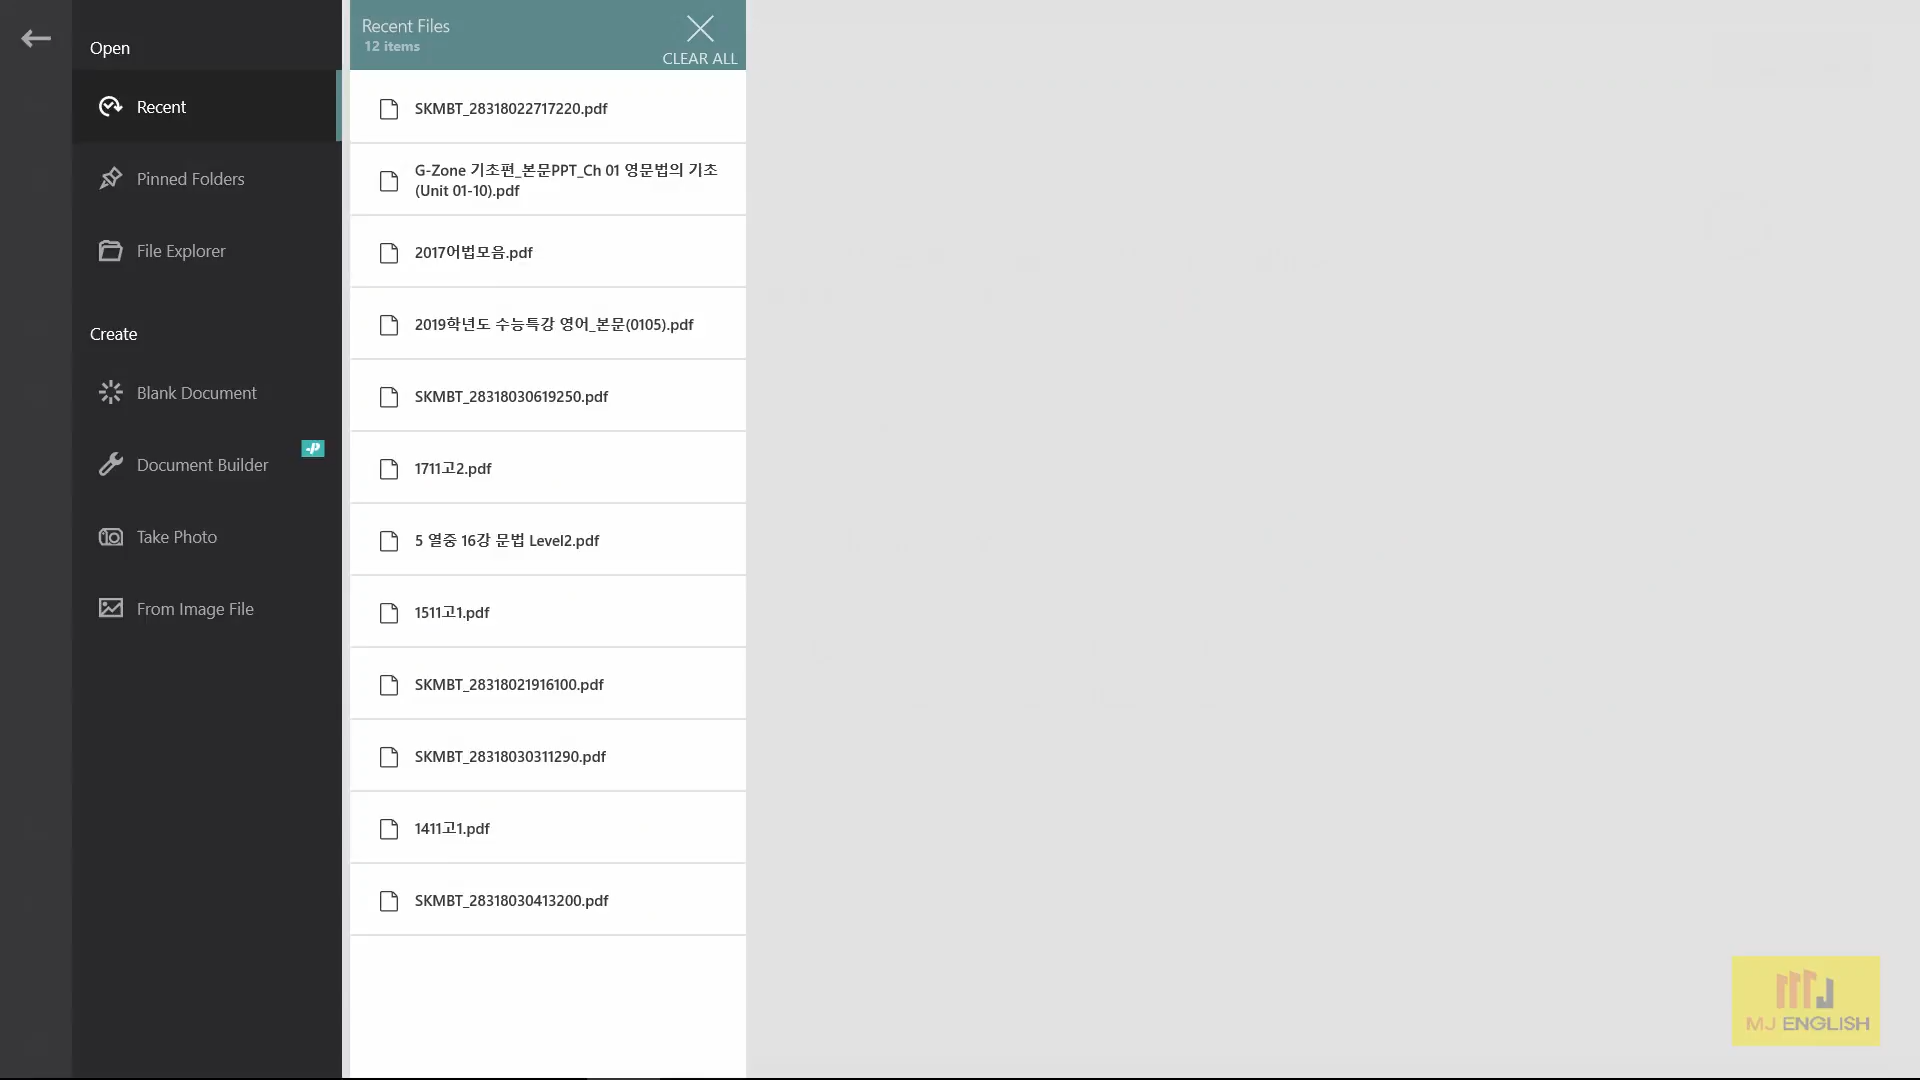 Open
Recent
Pinned Folders
File Explorer
Create
Blank Document
Document Builder
Take Photo
From Image File
Recent Files
12 items
CLEAR ALL
SKMBT_28318022717220.pdf
G-Zone 기초편_본문PPT_Ch 01 영문법의 기초
(Unit 01-10).pdf
2017어법모음.pdf
2019학년도 수능특강 영어_본문(0105).pdf
SKMBT_28318030619250.pdf
1711고2.pdf
5 열중 16강 문법 Level2.pdf
1511고1.pdf
SKMBT_28318021916100.pdf
SKMBT_28318030311290.pdf
1411고1.pdf
SKMBT_28318030413200.pdf
MJ ENGLISH